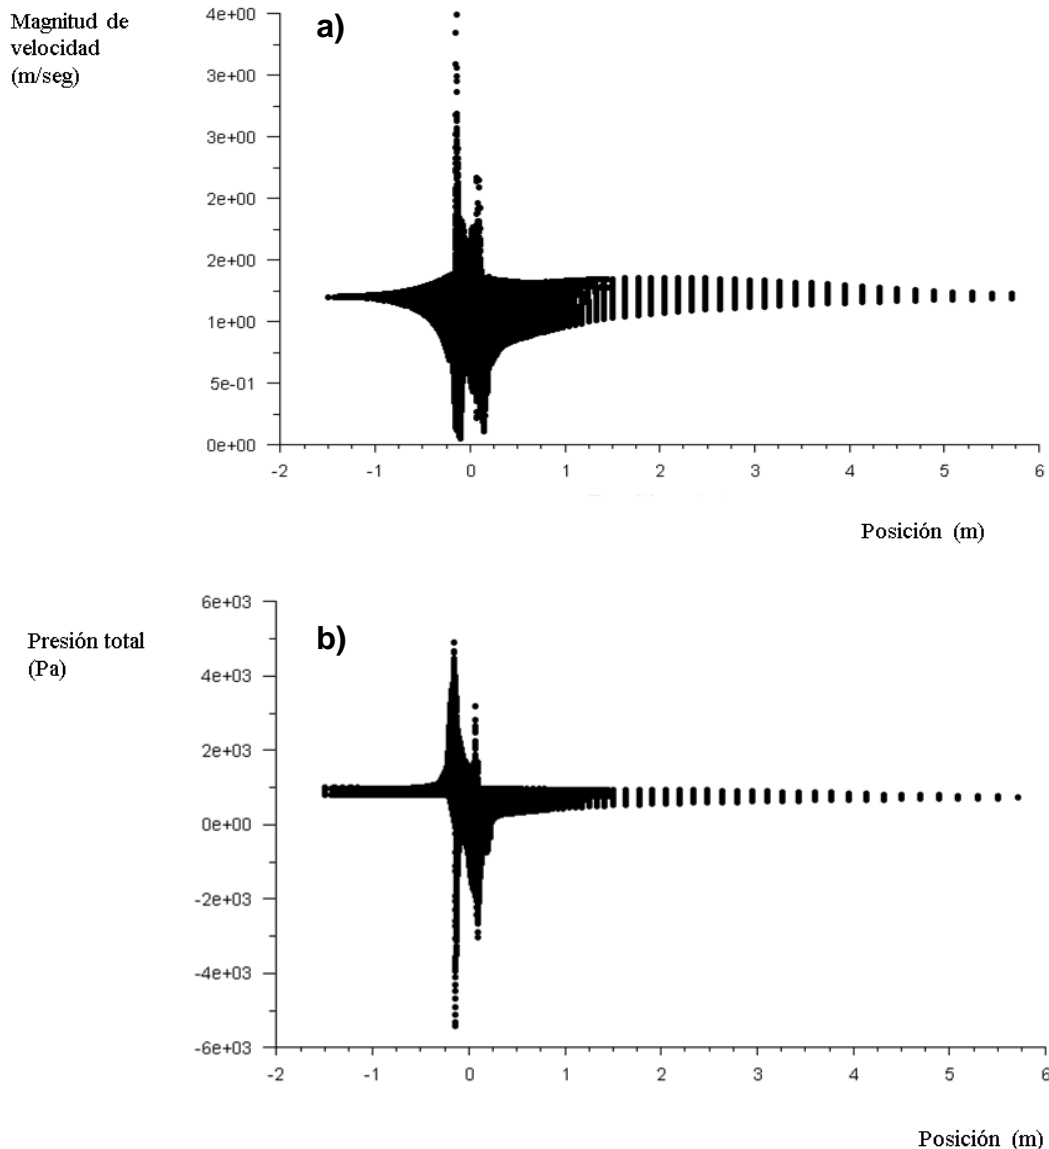 Magnitud de
velocidad
(m/seg)
a)
4e+00
3e+00
3e+00
2e+00
2e+00
1e+00
5e-01
0e+00
-2 -1 0 1 2 3 4 5 6
Posición (m)
Presión total
(Pa)
b)
6e+03
4e+03
2e+03
0e+00
-2e+03
-4e+03
-6e+03
-2 -1 0 1 2 3 4 5 6
Posición (m)